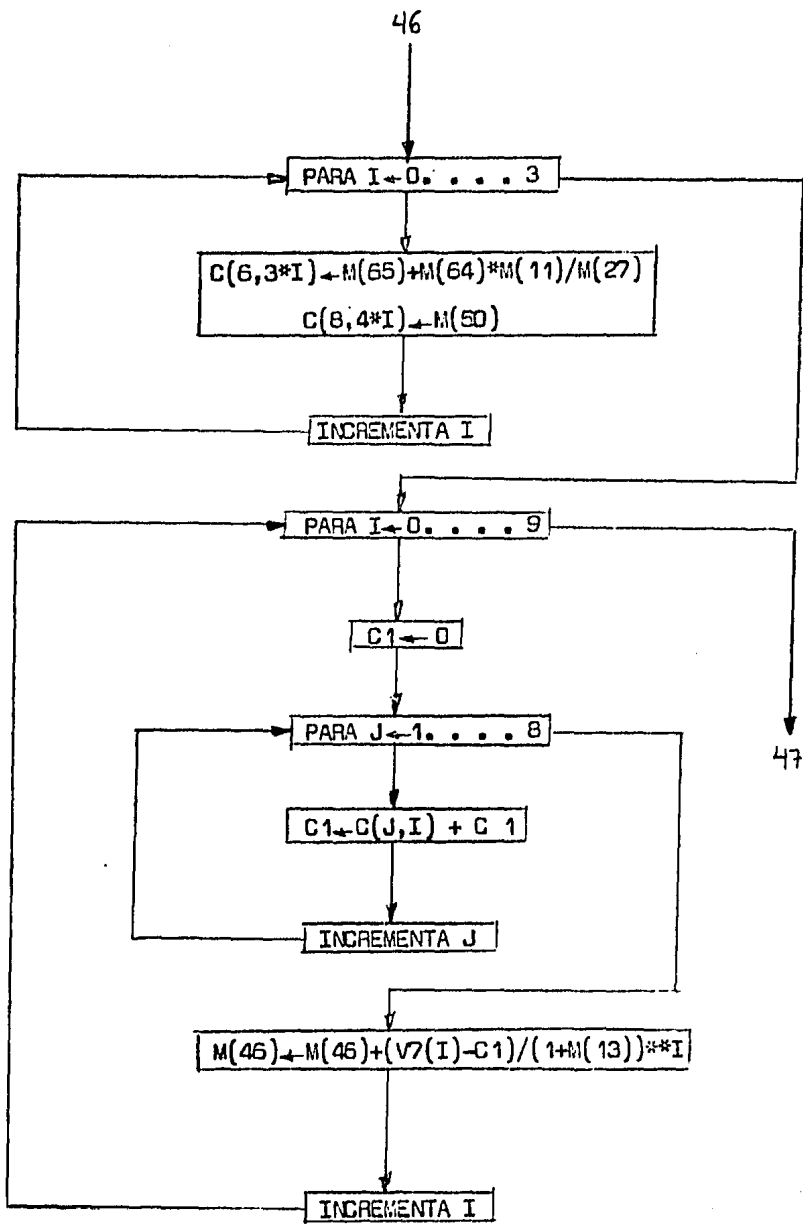 46
PARA I←0. . . . 3
C(6,3*I)←M(65)+M(64)*M(11)/M(27)
C(8,4*I)←M(50)
INCREMENTA I
PARA I←0. . . . 9
C1←0
PARA J←1. . . . 8
47
C1←C(J,I) + C 1
INCREMENTA J
M(46)←M(46)+(V7(I)-C1)/(1+M(13))**I
INCREMENTA I